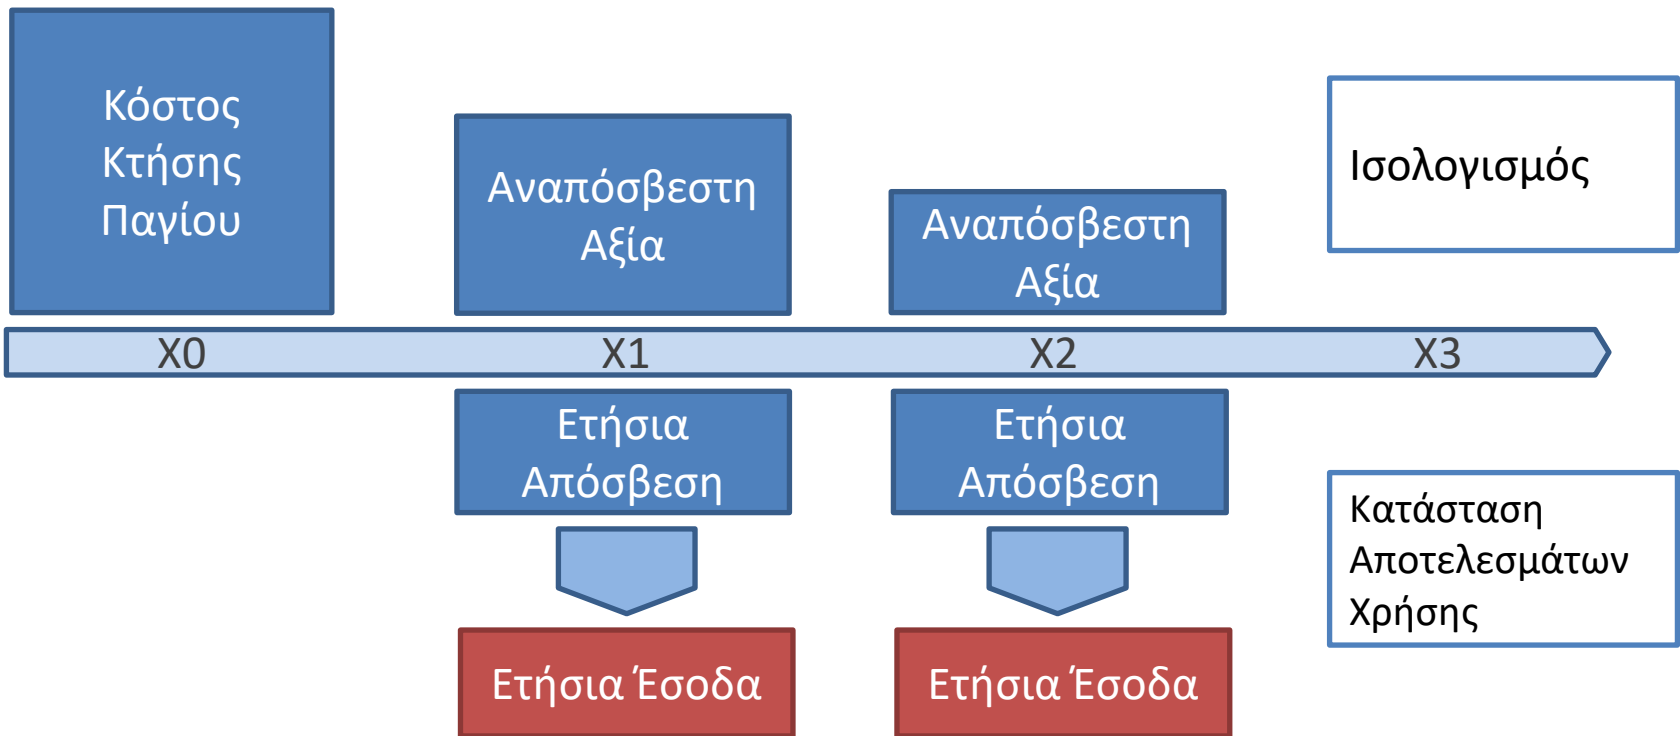 Κόστος
Κτήσης
Παγίου
Αναπόσβεστη
Αξία
Αναπόσβεστη
Αξία
Ισολογισμός
X0
X1
X2
X3
Ετήσια
Απόσβεση
Ετήσια
Απόσβεση
Κατάσταση
Αποτελεσμάτων
Χρήσης
Ετήσια Έσοδα
Ετήσια Έσοδα